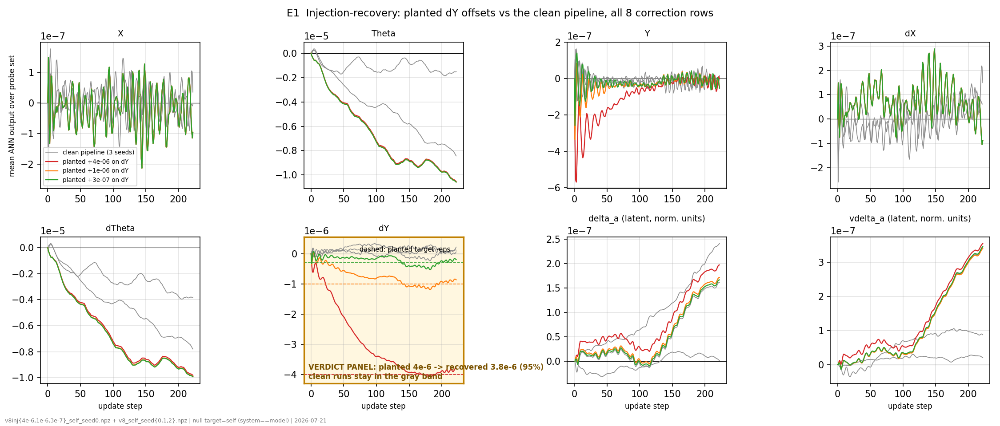 E1  Injection-recovery: planted dY offsets vs the clean pipeline, all 8 correction rows
X
1e−7
mean ANN output over probe set
1
0
−1
−2
0 50 100 150 200
clean pipeline (3 seeds)
planted +4e-06 on dY
planted +1e-06 on dY
planted +3e-07 on dY
Theta
1e−5
0.0
−0.2
−0.4
−0.6
−0.8
−1.0
0 50 100 150 200
Y
1e−7
2
0
−2
−4
−6
0 50 100 150 200
dX
1e−7
3
2
1
0
−1
−2
0 50 100 150 200
dTheta
1e−5
0.0
−0.2
−0.4
−0.6
−0.8
−1.0
0 50 100 150 200
update step
dY
1e−6
0
−1
−2
−3
−4
dashed: planted target -eps
VERDICT PANEL: planted 4e-6 -> recovered 3.8e-6 (95%)
clean runs stay in the gray band
0 50 100 150 200
update step
delta_a (latent, norm. units)
1e−7
2.5
2.0
1.5
1.0
0.5
0.0
0 50 100 150 200
update step
vdelta_a (latent, norm. units)
1e−7
3
2
1
0
0 50 100 150 200
update step
v8inj{4e-6,1e-6,3e-7}_self_seed0.npz + v8_self_seed{0,1,2}.npz | null target=self (system==model) | 2026-07-21